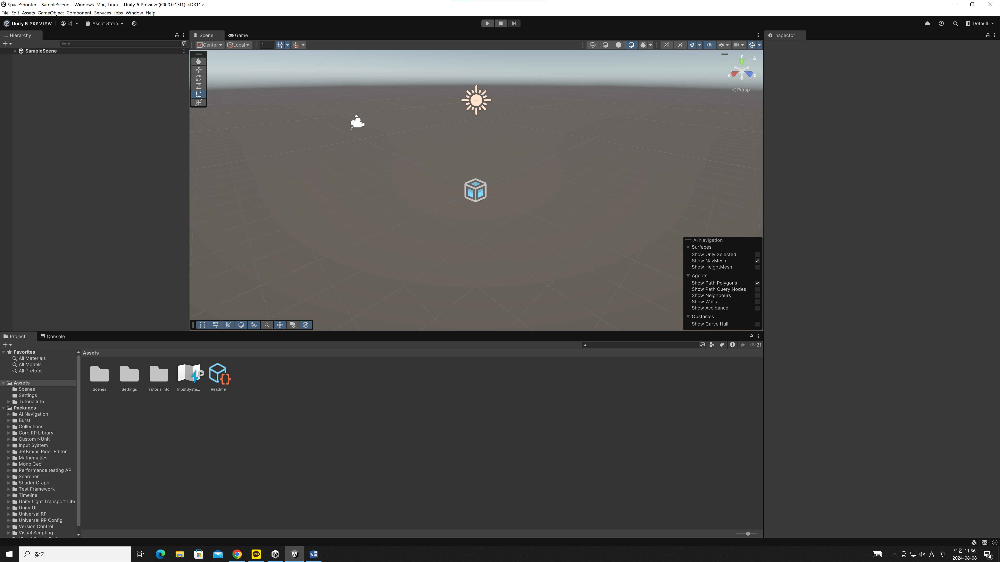 SpaceShooter - SampleScene - Windows, Mac, Linux - Unity 6 Preview (6000.0.13f1) <DX11>
File Edit Assets GameObject Component Services Jobs Window Help
Unity 6 PREVIEW 리 Asset Store Default
Hierarchy
All
SampleScene
Scene Game
Center Local 1
y
x z
Persp
AI Navigation
Surfaces
Show Only Selected
Show NavMesh
Show HeightMesh
Agents
Show Path Polygons
Show Path Query Nodes
Show Neighbours
Show Walls
Show Avoidance
Obstacles
Show Carve Hull
Inspector
Project Console
21
Favorites
All Materials
All Models
All Prefabs
Assets
Scenes
Settings
TutorialInfo
Packages
AI Navigation
Burst
Collections
Core RP Library
Custom NUnit
Input System
JetBrains Rider Editor
Mathematics
Mono Cecil
Performance testing API
Searcher
Shader Graph
Test Framework
Timeline
Unity Light Transport Libr
Unity UI
Universal RP
Universal RP Config
Version Control
Visual Scripting
Assets
Scenes Settings TutorialInfo InputSyste... Readme
찾기
TALK
A
오전 11:36
2024-08-08
4